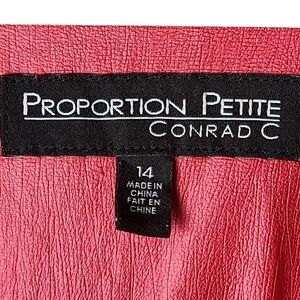 PROPORTION PETITE
CONRAD C
14
MADE IN
CHINA
FAIT EN
CHINE